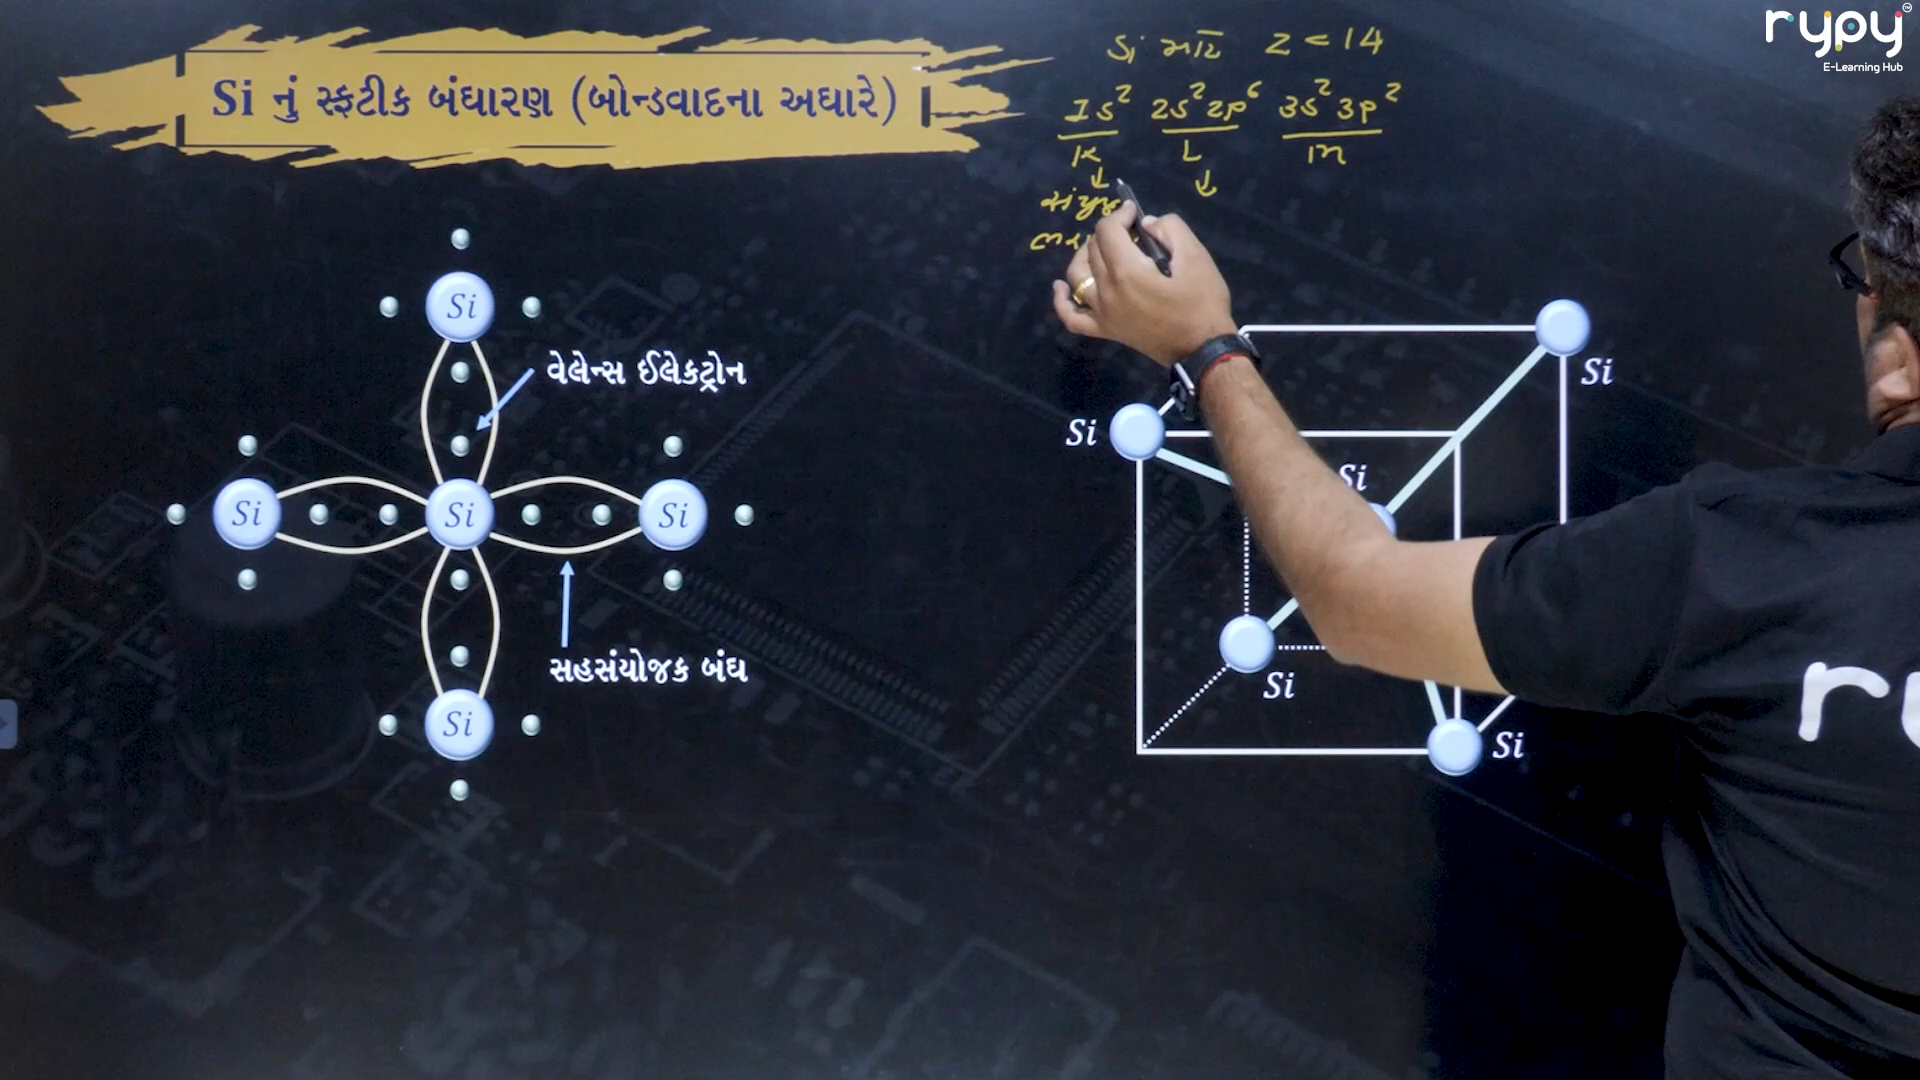 rypy
E-Learning Hub
Si નું સ્ફટીક બંધારણ (બોન્ડવાદના અધારે)
Si માટે Z = 14
1s² 2s² 2p⁶ 3s² 3p²
K L M
Si
વેલેન્સ ઈલેક્ટ્રોન
Si Si Si
સહસંયોજક બંધ
Si
Si
Si
Si
Si
Si